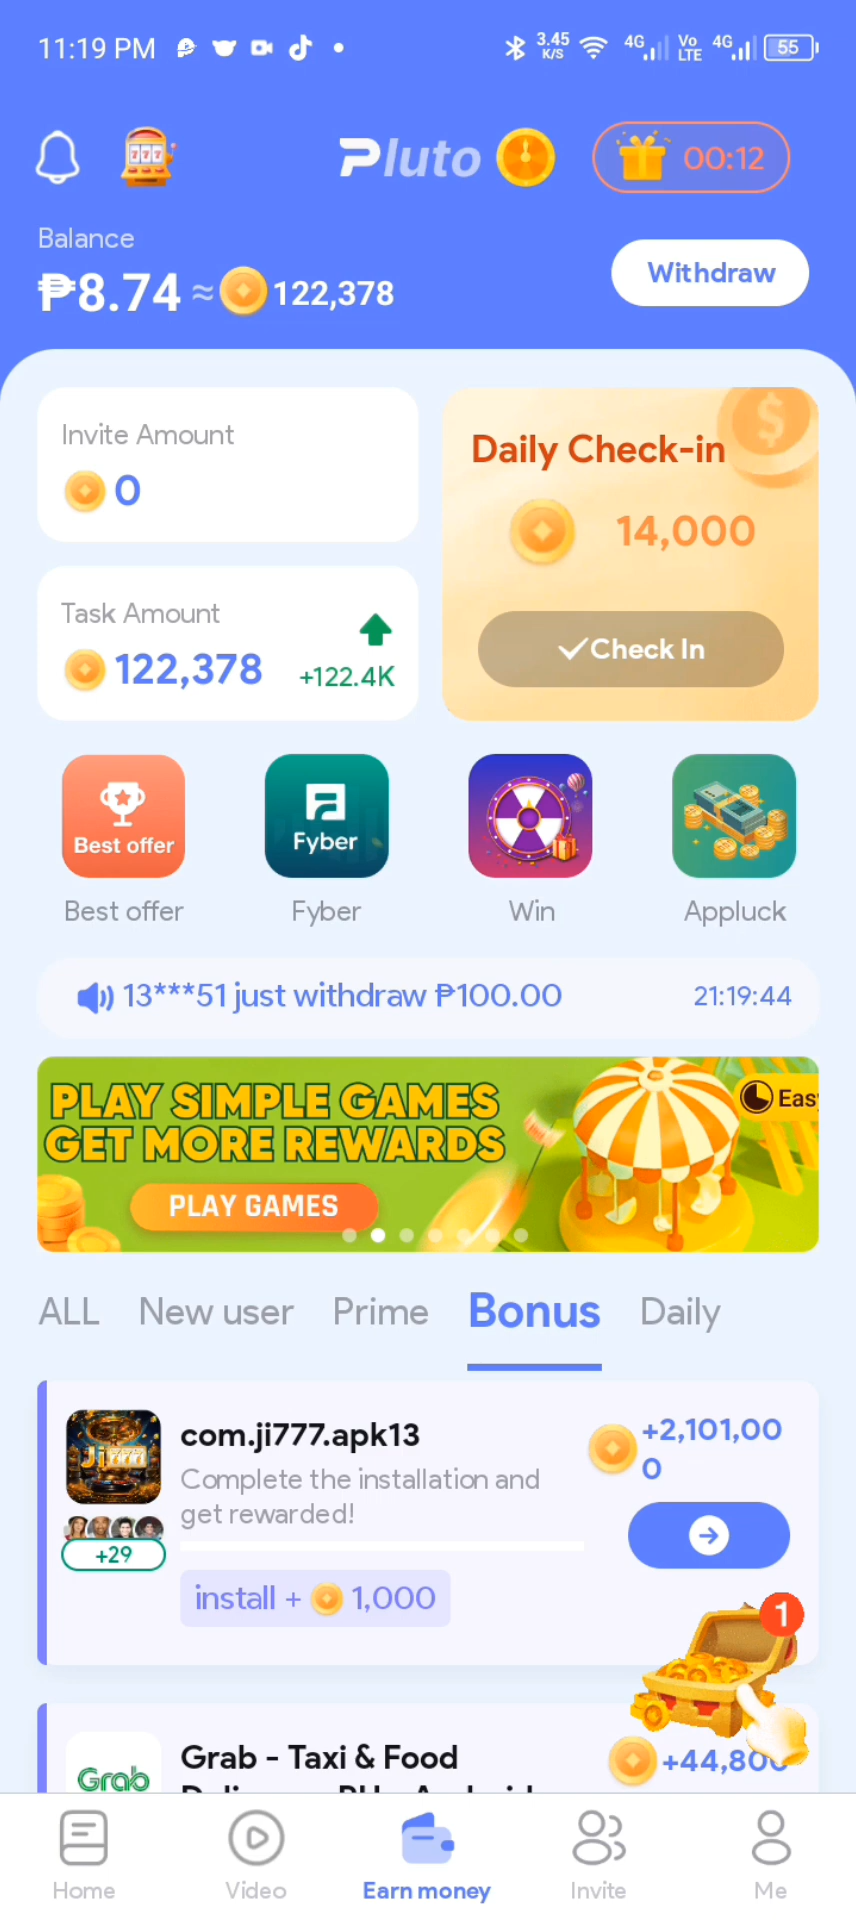 11:19 PM
3.45 K/S
4G
Vo LTE
4G
55
777
Pluto
00:12
Balance
₱8.74 ≈ 122,378
Withdraw
Invite Amount
0
Daily Check-in
14,000
Check In
Task Amount
122,378
+122.4K
Best offer
Fyber
Best offer
Fyber
Win
Appluck
13***51 just withdraw ₱100.00
21:19:44
PLAY SIMPLE GAMES
GET MORE REWARDS
PLAY GAMES
Eas
ALL
New user
Prime
Bonus
Daily
Ji777
com.ji777.apk13
Complete the installation and
get rewarded!
+2,101,00
0
+29
install + 1,000
1
Grab
Grab - Taxi & Food
+44,800
Home
Video
Earn money
Invite
Me